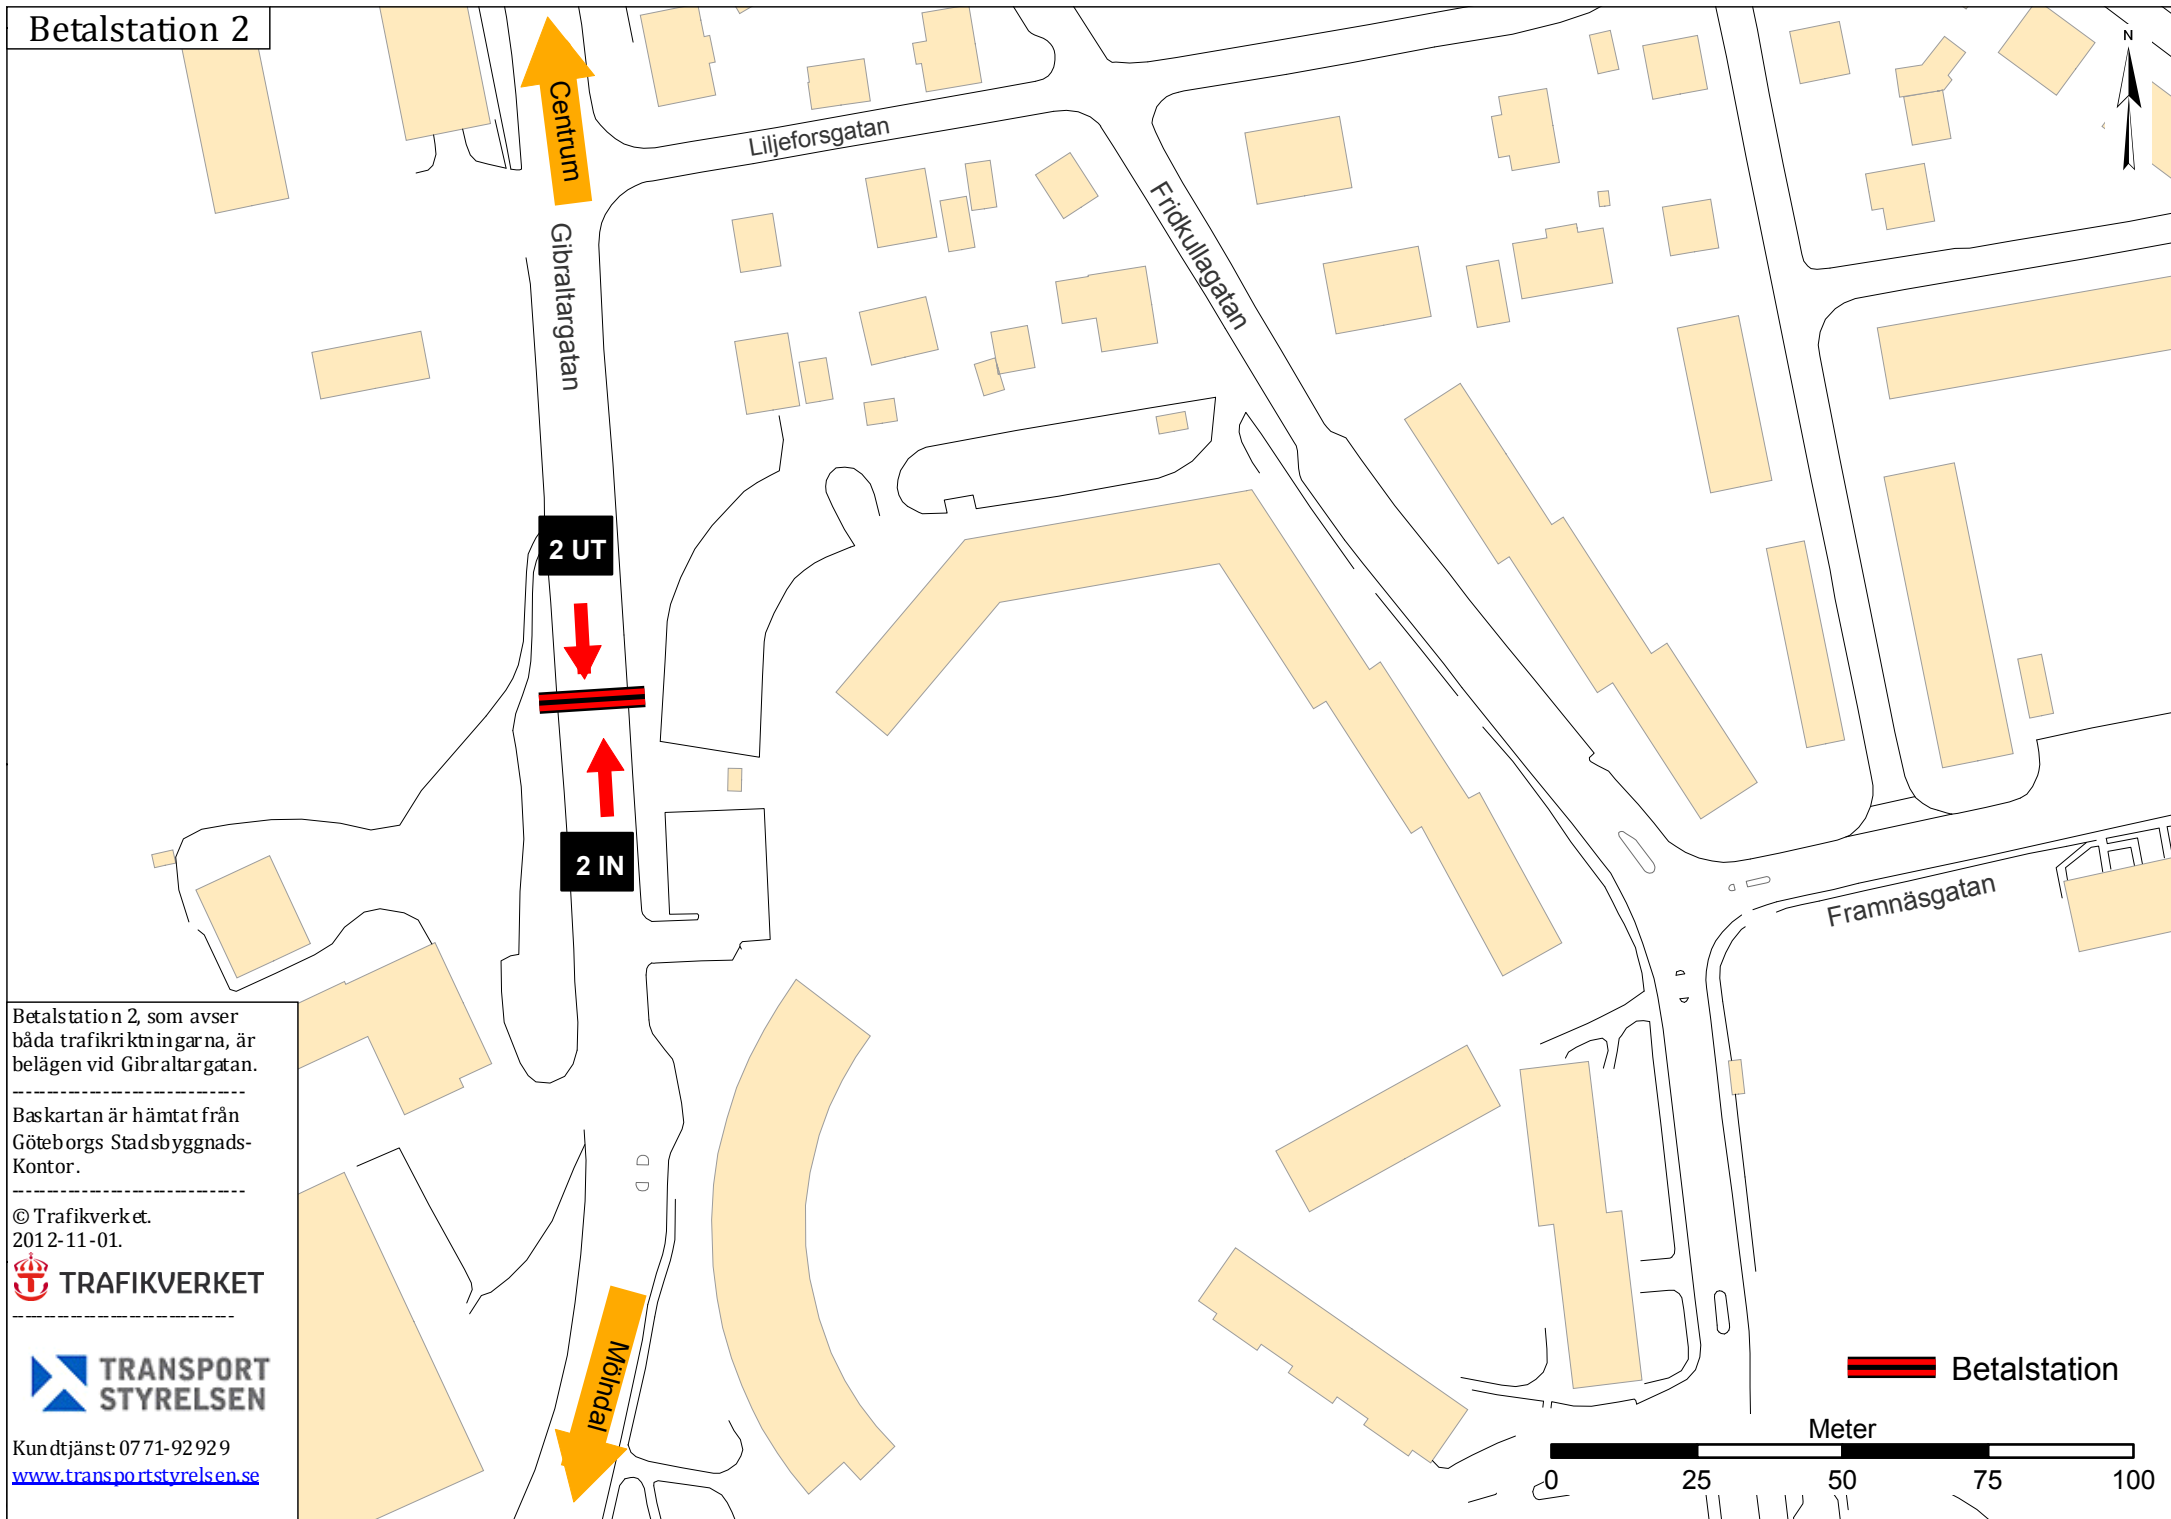 Betalstation 2
N
Centrum
Liljeforsgatan
Fridkullagatan
Gibraltargatan
2 UT
2 IN
Framnäsgatan
Mölndal
Betalstation 2, som avser
båda trafikriktningarna, är
belägen vid Gibraltargatan.
---------------------------------
Baskartan är hämtat från
Göteborgs Stadsbyggnads-
Kontor.
---------------------------------
© Trafikverket.
2012-11-01.
TRAFIKVERKET
---------------------------------
TRANSPORT
STYRELSEN
Kundtjänst: 0771-92929
www.transportstyrelsen.se
Betalstation
Meter
0 25 50 75 100